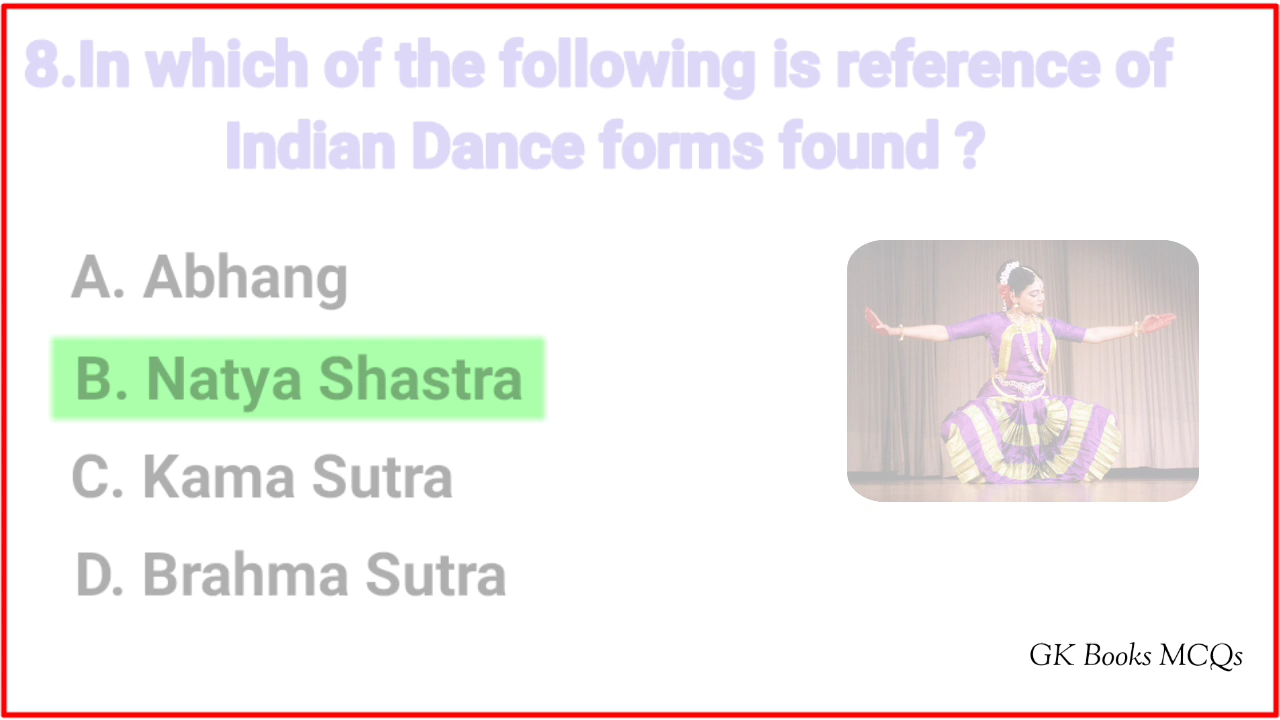 8.In which of the following is reference of
Indian Dance forms found ?
A. Abhang
B. Natya Shastra
C. Kama Sutra
D. Brahma Sutra
GK Books MCQs